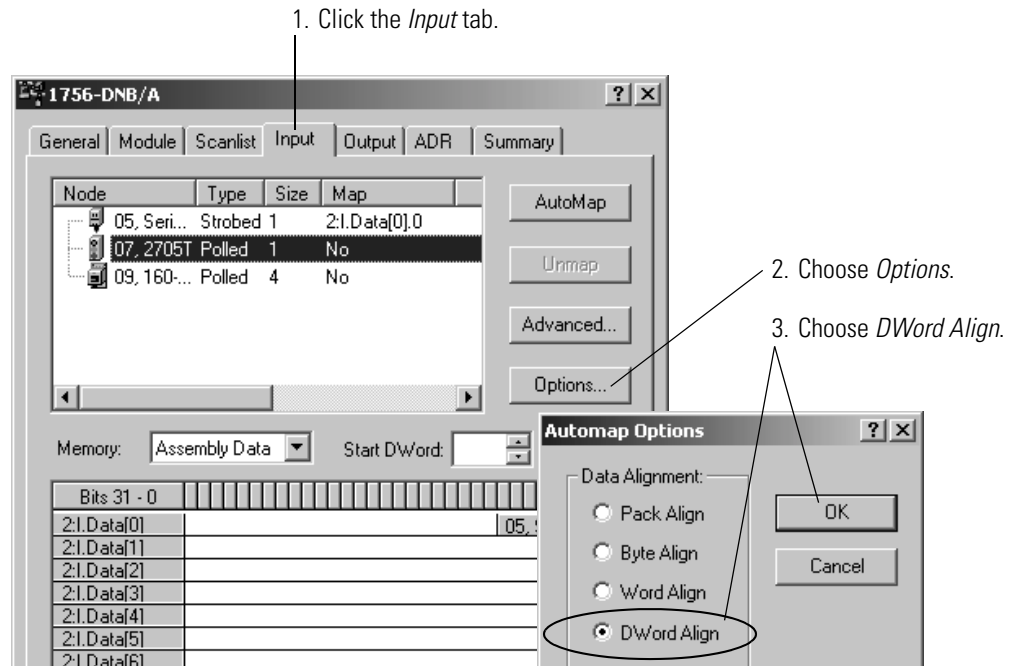 1. Click the Input tab.
1756-DNB/A
General Module Scanlist Input Output ADR Summary
Node Type Size Map
05, Seri... Strobed 1 2:I.Data[0].0
07, 2705T Polled 1 No
09, 160-... Polled 4 No
AutoMap
Unmap
Advanced...
Options...
2. Choose Options.
3. Choose DWord Align.
Memory: Assembly Data Start DWord:
Bits 31 - 0
2:I.Data[0] 05,
2:I.Data[1]
2:I.Data[2]
2:I.Data[3]
2:I.Data[4]
2:I.Data[5]
2:I.Data[6]
Automap Options
Data Alignment:
Pack Align
Byte Align
Word Align
DWord Align
OK
Cancel